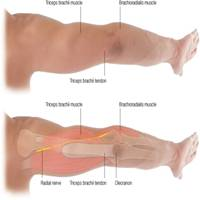 Triceps brachii muscle
Brachioradialis muscle
Triceps brachii tendon
Triceps brachii muscle
Brachioradialis muscle
Radial nerve
Triceps brachii tendon
Olecranon